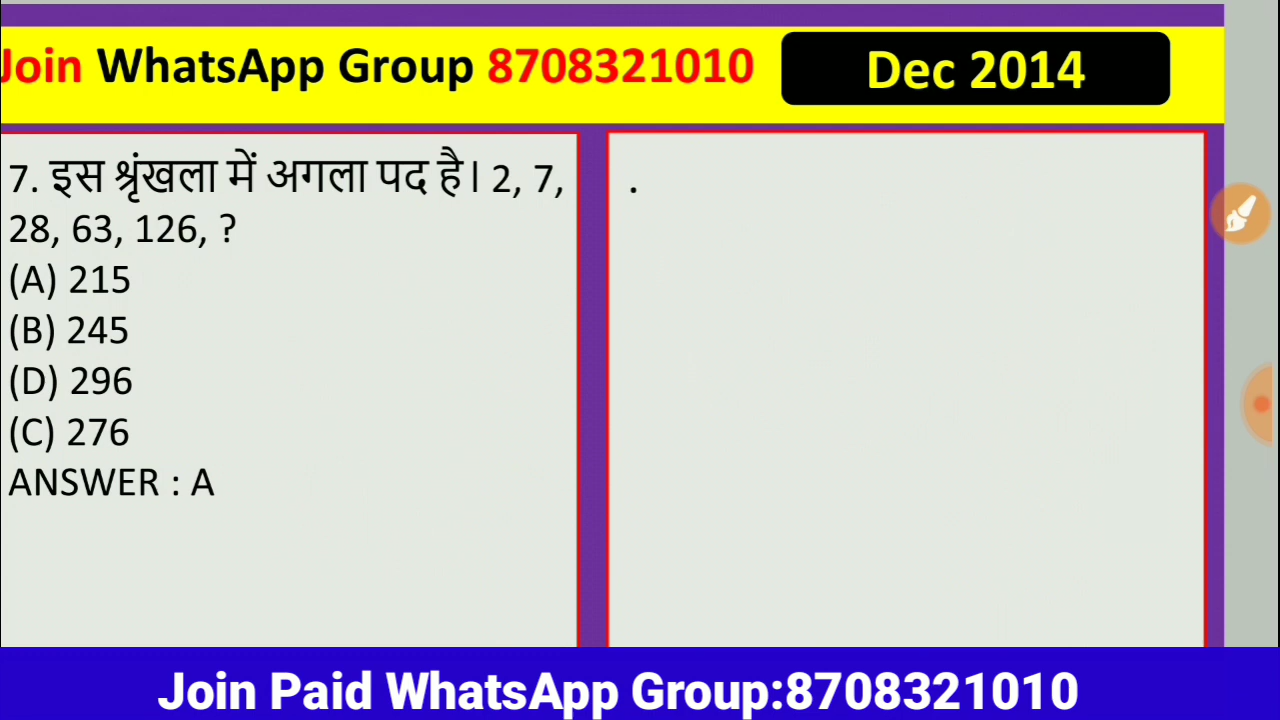 Join WhatsApp Group 8708321010
Dec 2014
7. इस श्रृंखला में अगला पद है। 2, 7,
28, 63, 126, ?
(A) 215
(B) 245
(D) 296
(C) 276
ANSWER : A
.
Join Paid WhatsApp Group:8708321010